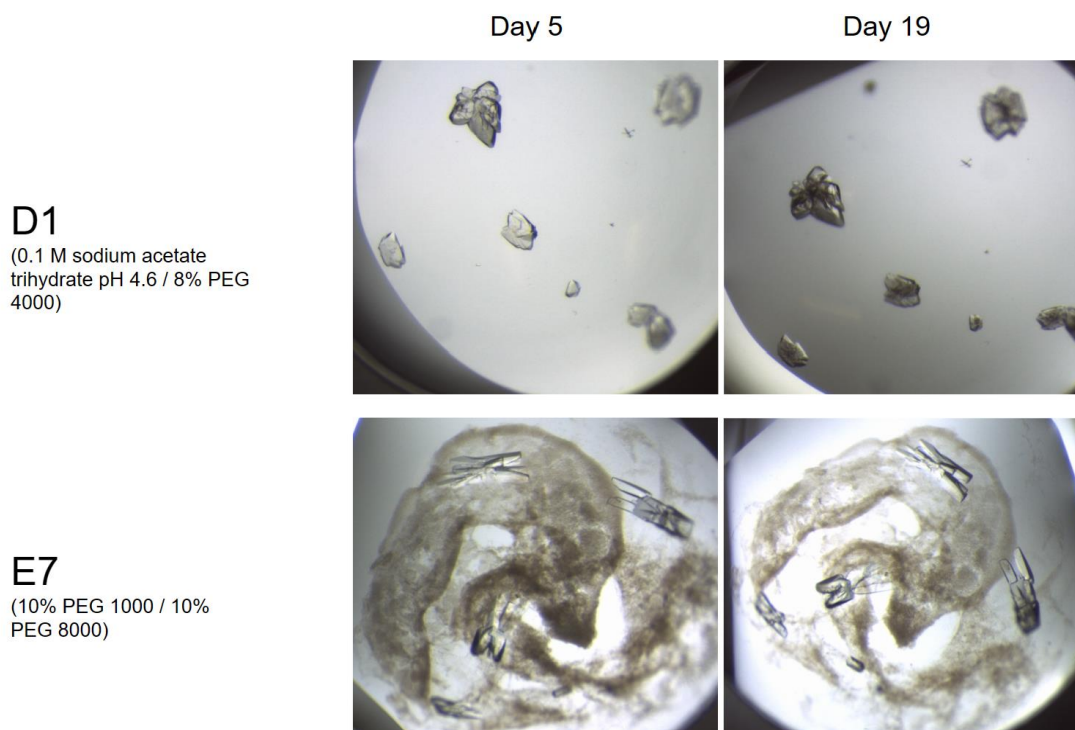 Day 5
Day 19
D1
(0.1 M sodium acetate
trihydrate pH 4.6 / 8% PEG
4000)
E7
(10% PEG 1000 / 10%
PEG 8000)